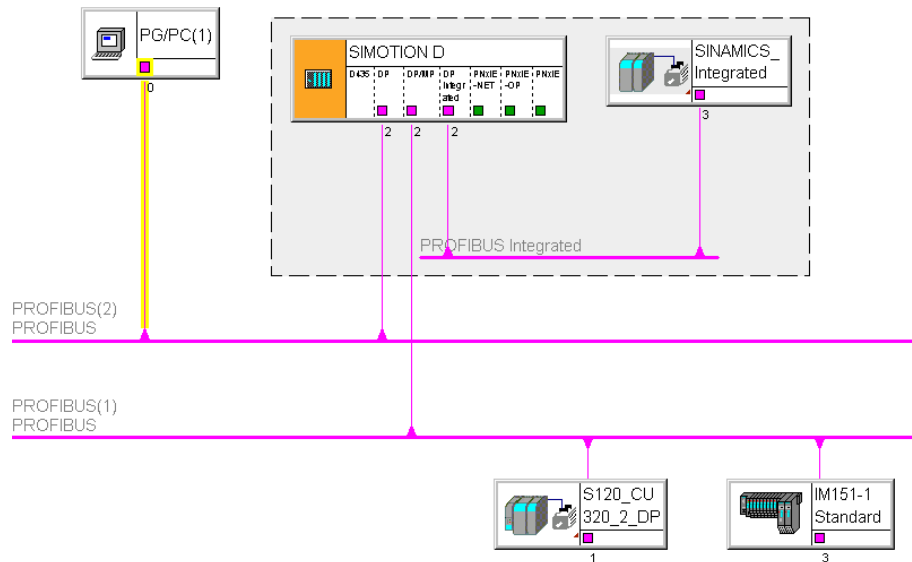 PG/PC(1)
0
SIMOTION D
D435
DP
DP/MP
DP
Integr
ated
PNxIE
-NET
PNxIE
-OP
PNxIE
2
2
2
SINAMICS_
Integrated
3
PROFIBUS Integrated
PROFIBUS(2)
PROFIBUS
PROFIBUS(1)
PROFIBUS
S120_CU
320_2_DP
1
IM151-1
Standard
3